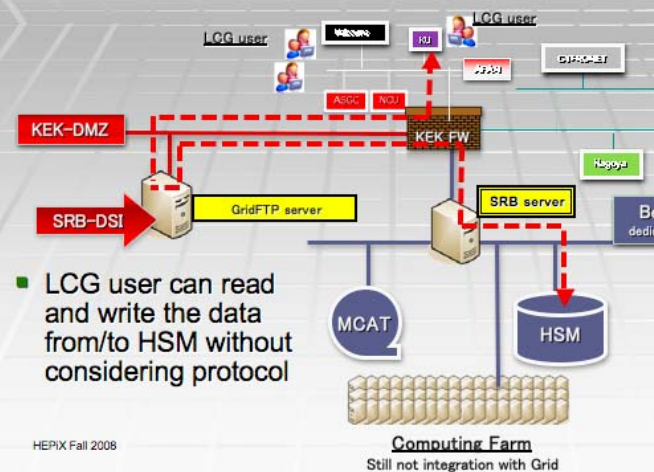 LCG user
LCG user
KU
ASGC
NCU
KEK-DMZ
KEK FW
Nagoya
SRB-DSI
GridFTP server
SRB server
dedic
LCG user can read
and write the data
from/to HSM without
considering protocol
MCAT
HSM
HEPiX Fall 2008
Computing Farm
Still not integration with Grid